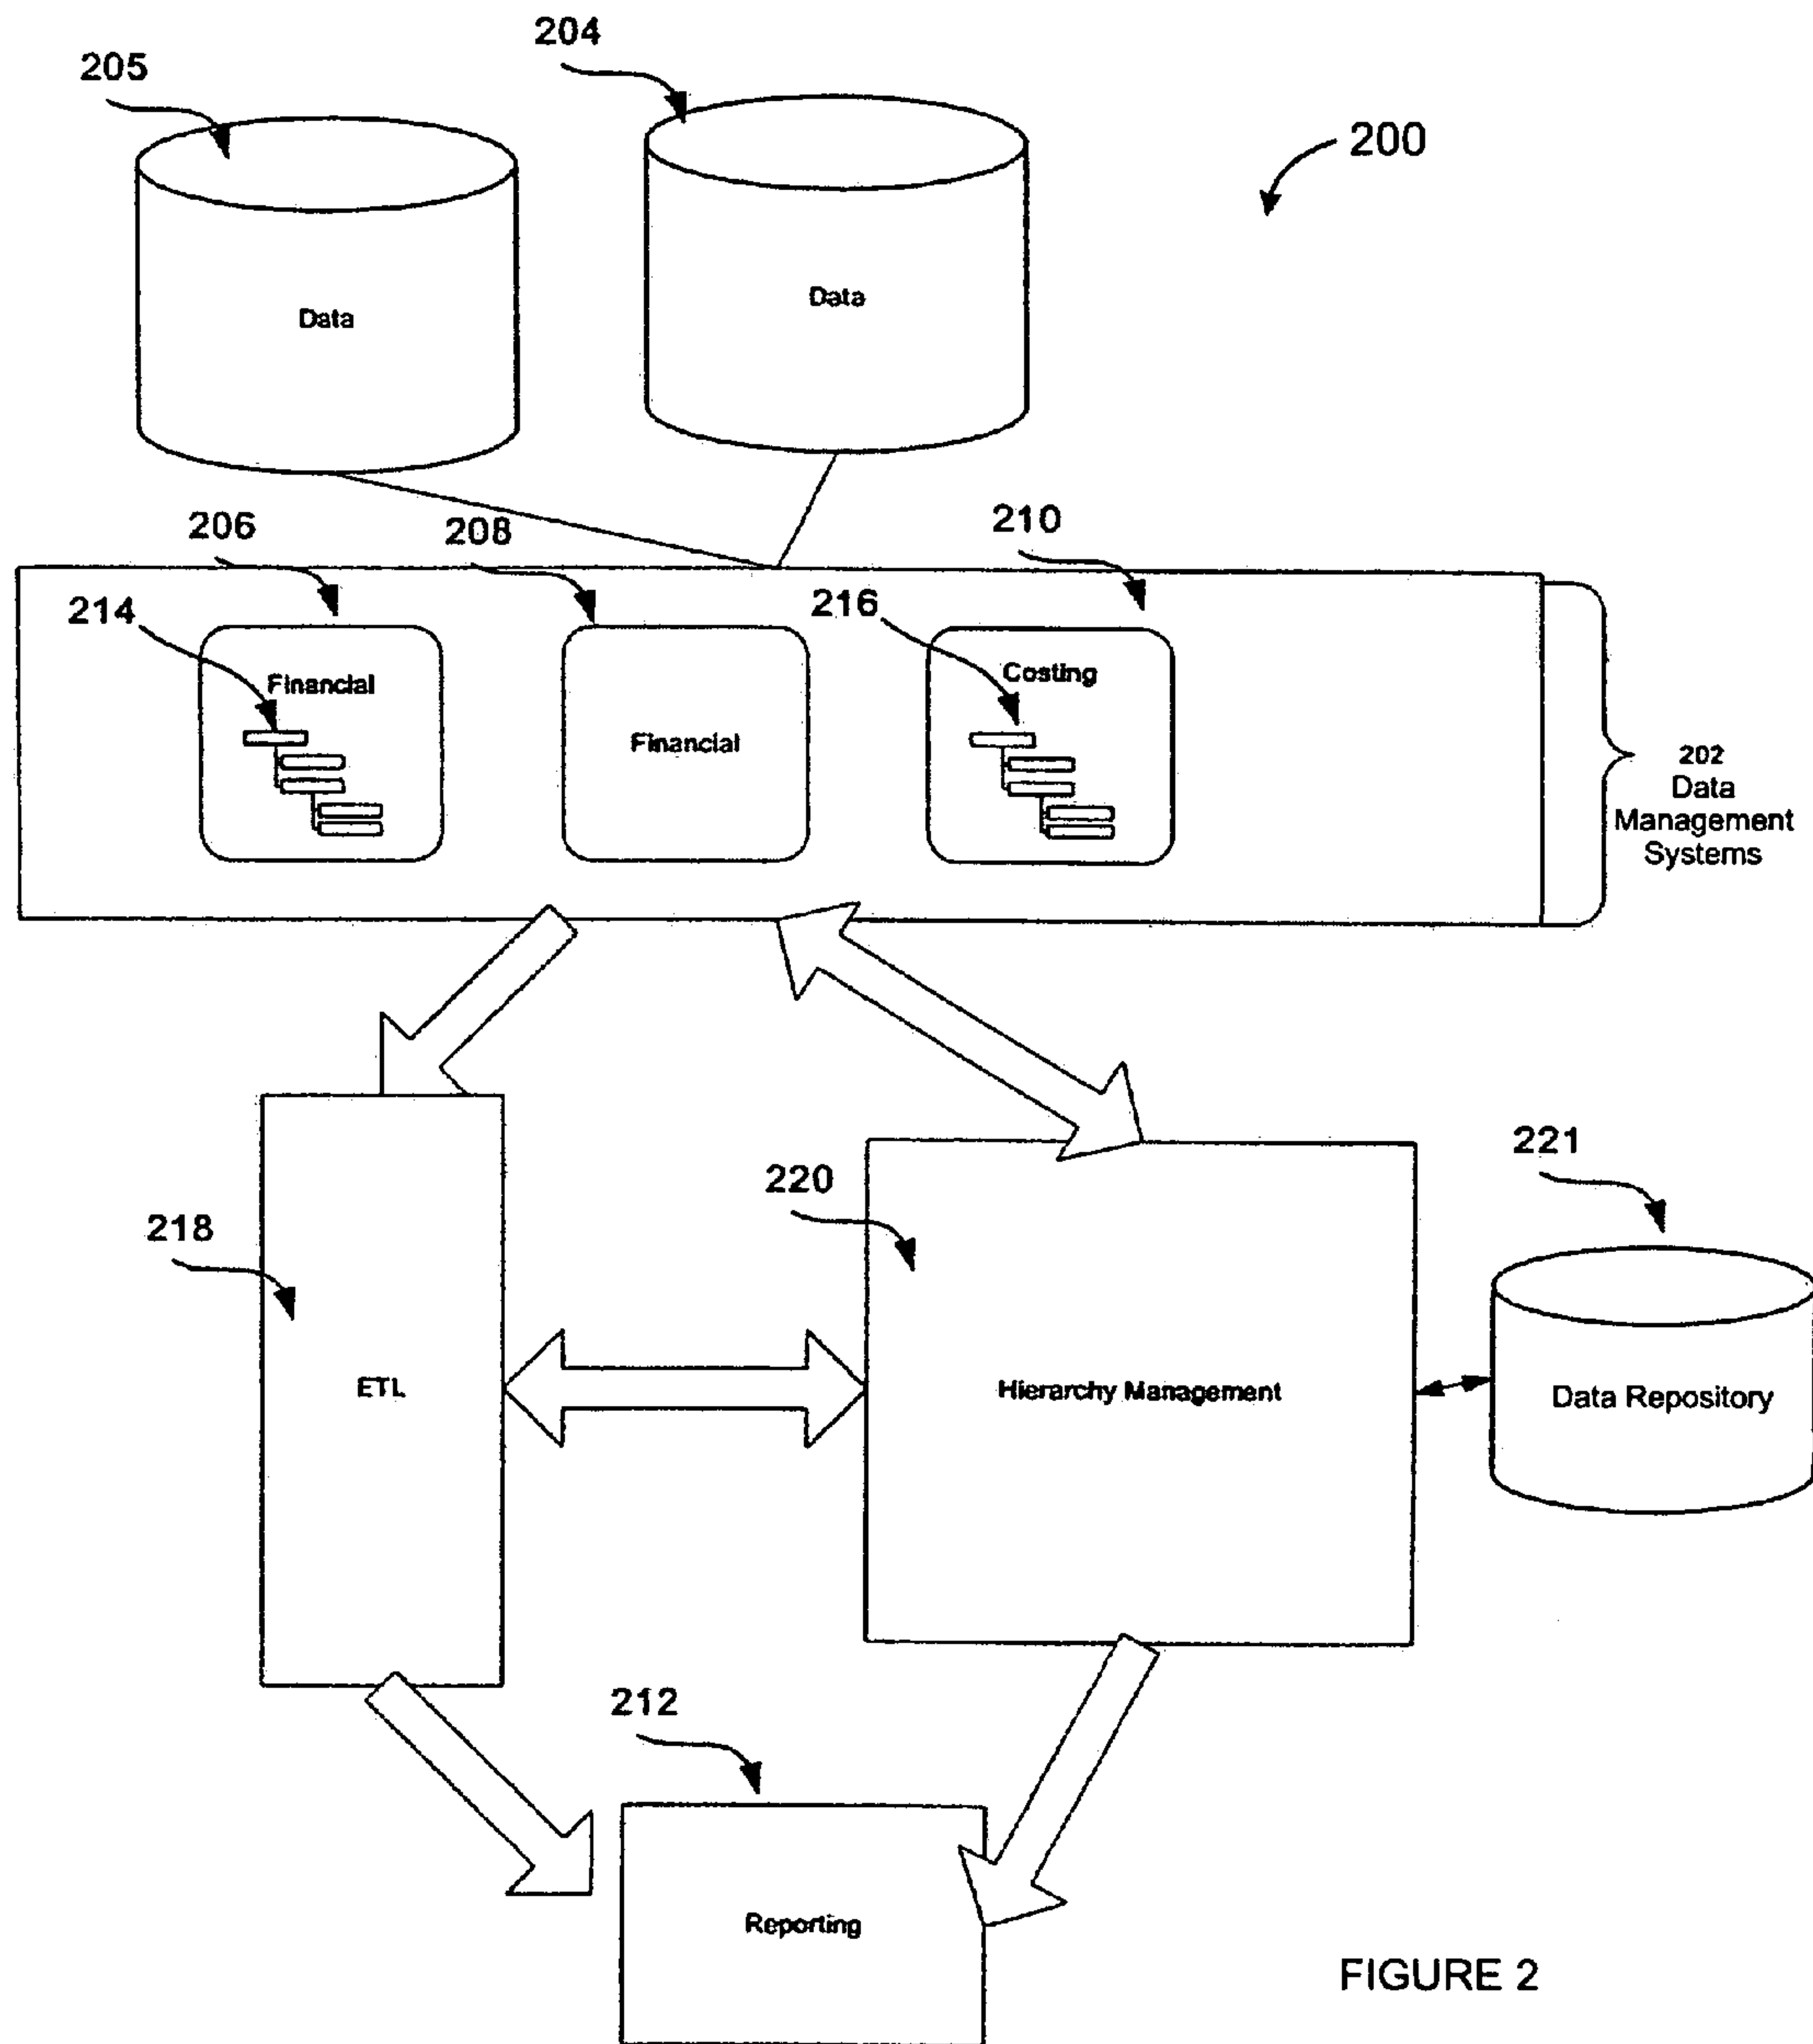 204
205
200
Data
Data
206
208
210
214
216
Financial
Costing
Financial
202
Data
Management
Systems
221
220
218
ETL
Hierarchy Management
Data Repository
212
Reporting
FIGURE 2